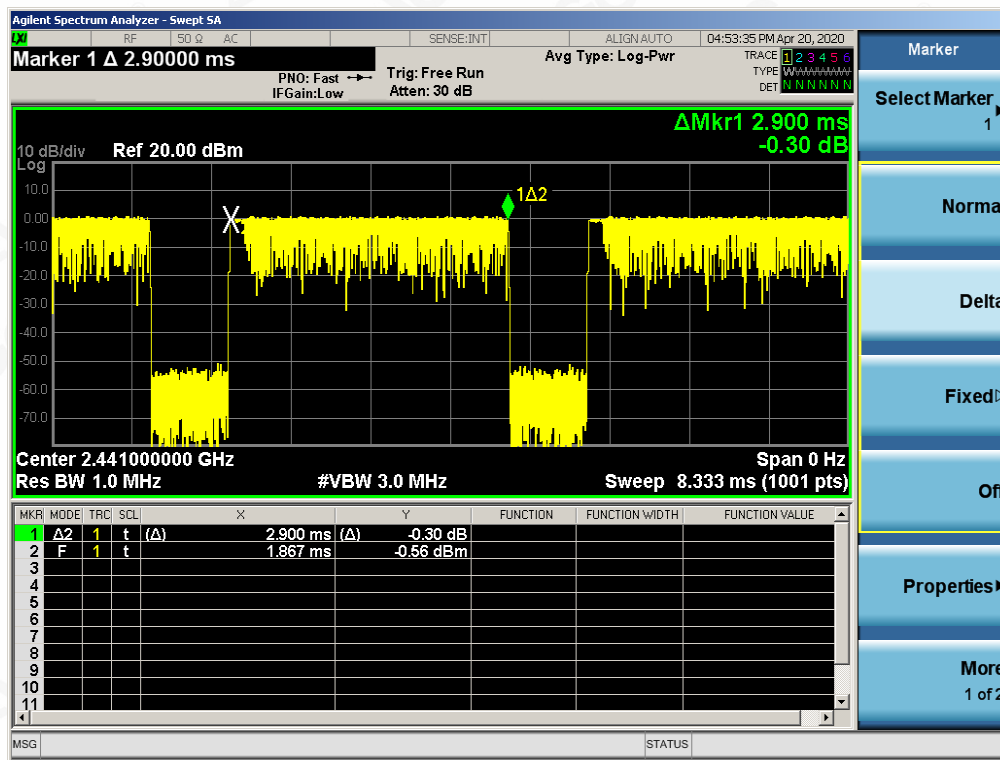 Agilent Spectrum Analyzer - Swept SA
LXI RF 50 Ω AC SENSE:INT ALIGN AUTO 04:53:35 PM Apr 20, 2020
Marker 1 Δ 2.90000 ms
PNO: Fast
IFGain:Low
Trig: Free Run
Atten: 30 dB
Avg Type: Log-Pwr
TRACE 1 2 3 4 5 6
TYPE
DET N N N N N N
ΔMkr1 2.900 ms
-0.30 dB
10 dB/div Ref 20.00 dBm
Log
10.0
0.00
-10.0
-20.0
-30.0
-40.0
-50.0
-60.0
-70.0
1Δ2
Center 2.441000000 GHz Span 0 Hz
Res BW 1.0 MHz #VBW 3.0 MHz Sweep 8.333 ms (1001 pts)
MKR MODE TRC SCL X Y FUNCTION FUNCTION WIDTH FUNCTION VALUE
1 Δ2 1 t (Δ) 2.900 ms (Δ) -0.30 dB
2 F 1 t 1.867 ms -0.56 dBm
3
4
5
6
7
8
9
10
11
MSG STATUS
Marker
Select Marker
1
Norma
Delta
Fixed
Of
Properties
More
1 of 2